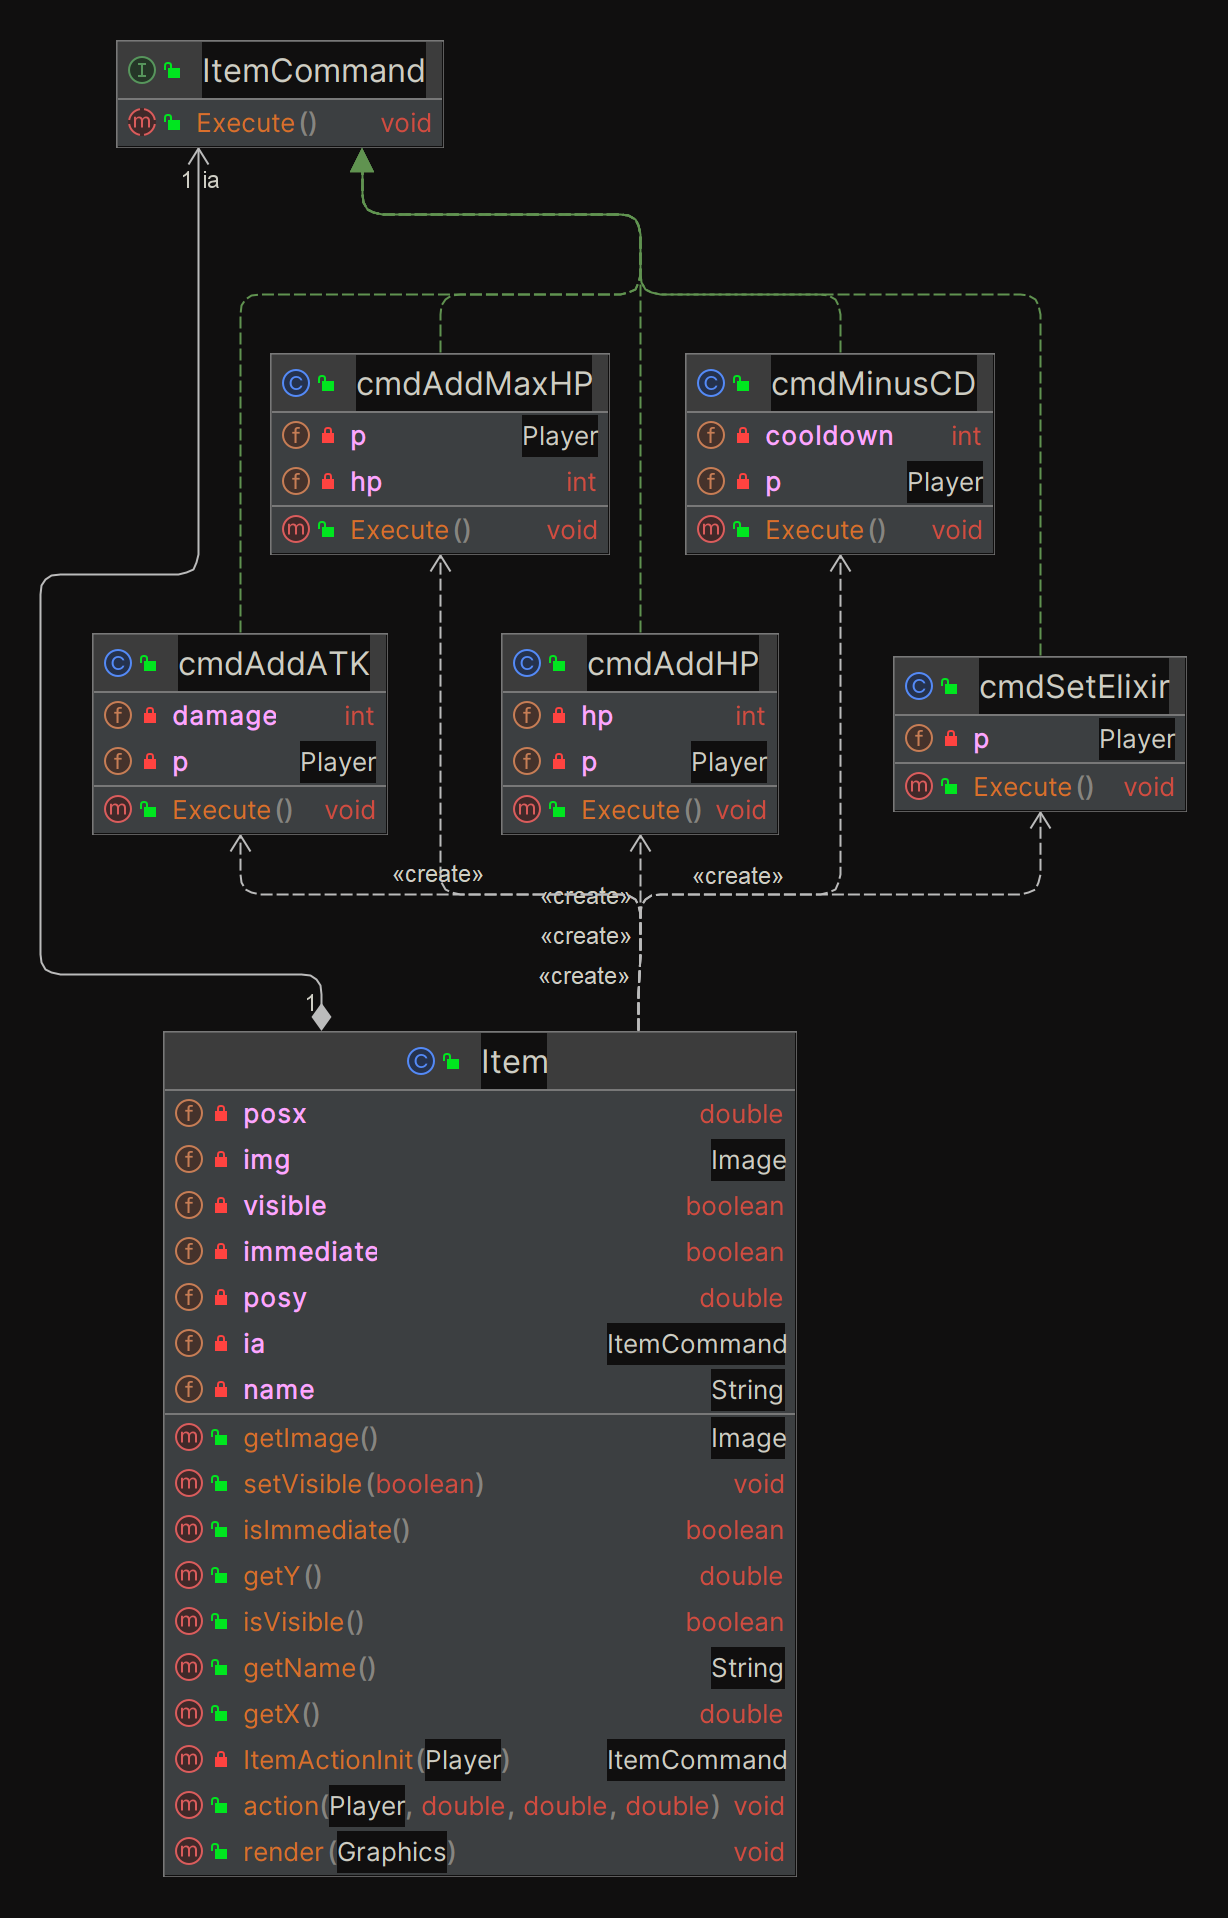 ItemCommand
Execute() void
1 ia
cmdAddMaxHP
p Player
hp int
Execute() void
cmdMinusCD
cooldown int
p Player
Execute() void
cmdAddATK
damage int
p Player
Execute() void
cmdAddHP
hp int
p Player
Execute() void
cmdSetElixir
p Player
Execute() void
«create»
«create»
«create»
«create»
«create»
1
Item
posx double
img Image
visible boolean
immediate boolean
posy double
ia ItemCommand
name String
getImage() Image
setVisible(boolean) void
isImmediate() boolean
getY() double
isVisible() boolean
getName() String
getX() double
ItemActionInit(Player) ItemCommand
action(Player, double, double, double) void
render(Graphics) void